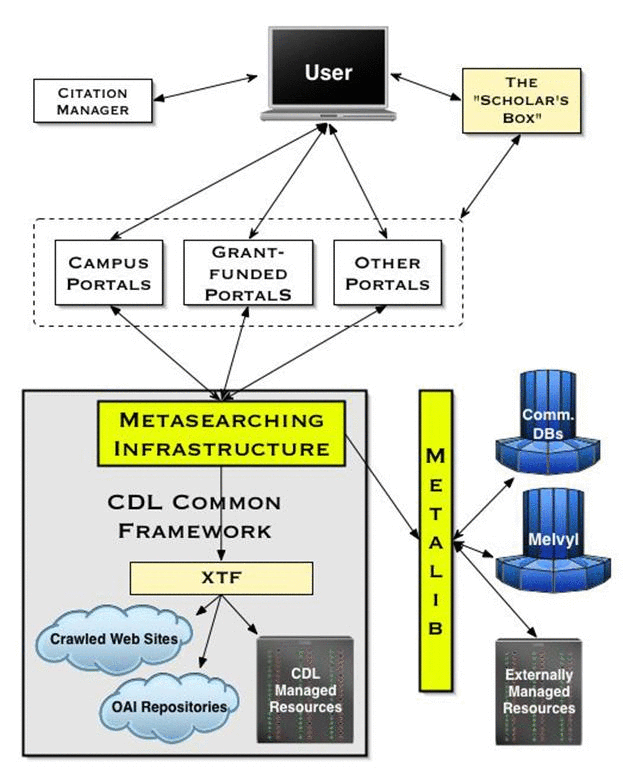 User
CITATION
MANAGER
THE
"SCHOLAR'S
BOX"
CAMPUS
PORTALS
GRANT-
FUNDED
PORTALS
OTHER
PORTALS
METASEARCHING
INFRASTRUCTURE
CDL COMMON
FRAMEWORK
XTF
Crawled Web Sites
OAI Repositories
CDL
Managed
Resources
METALIB
Comm.
DBs
Melvyl
Externally
Managed
Resources